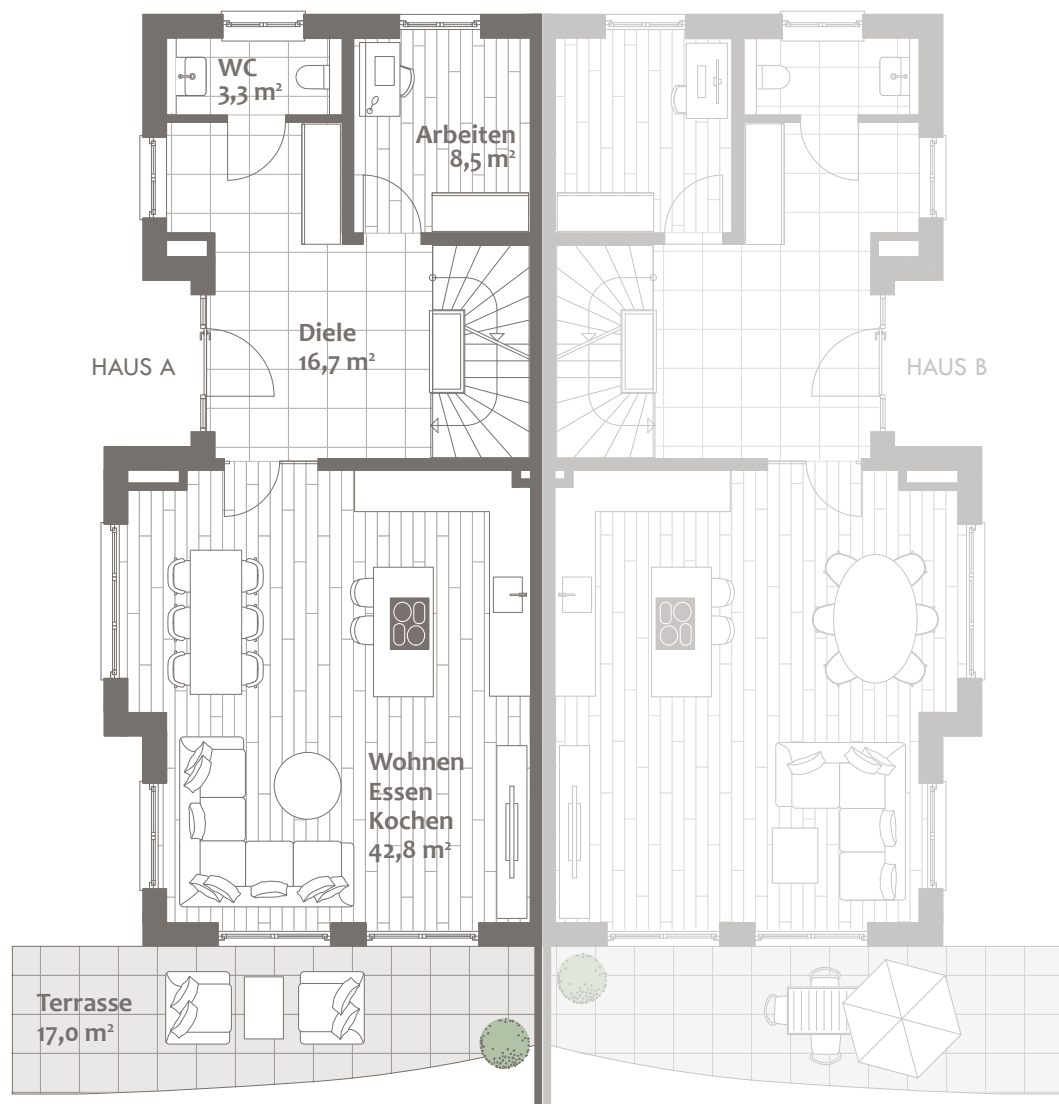 WC
3,3 m²
Arbeiten
8,5 m²
Diele
16,7 m²
HAUS A
HAUS B
Wohnen
Essen
Kochen
42,8 m²
Terrasse
17,0 m²